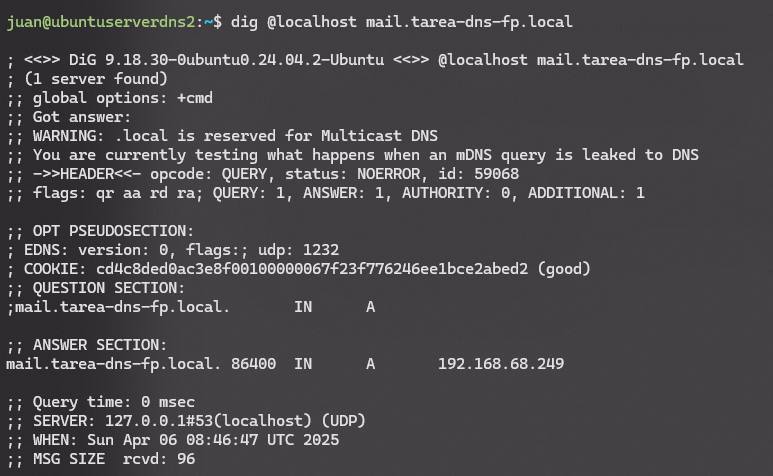 juan@ubuntuserverdns2:~$ dig @localhost mail.tarea-dns-fp.local
; <<>> DiG 9.18.30-0ubuntu0.24.04.2-Ubuntu <<>> @localhost mail.tarea-dns-fp.local
; (1 server found)
;; global options: +cmd
;; Got answer:
;; WARNING: .local is reserved for Multicast DNS
;; You are currently testing what happens when an mDNS query is leaked to DNS
;; ->>HEADER<<- opcode: QUERY, status: NOERROR, id: 59068
;; flags: qr aa rd ra; QUERY: 1, ANSWER: 1, AUTHORITY: 0, ADDITIONAL: 1
;; OPT PSEUDOSECTION:
; EDNS: version: 0, flags:; udp: 1232
; COOKIE: cd4c8ded0ac3e8f00100000067f23f776246ee1bce2abed2 (good)
;; QUESTION SECTION:
;mail.tarea-dns-fp.local. IN A
;; ANSWER SECTION:
mail.tarea-dns-fp.local. 86400 IN A 192.168.68.249
;; Query time: 0 msec
;; SERVER: 127.0.0.1#53(localhost) (UDP)
;; WHEN: Sun Apr 06 08:46:47 UTC 2025
;; MSG SIZE rcvd: 96